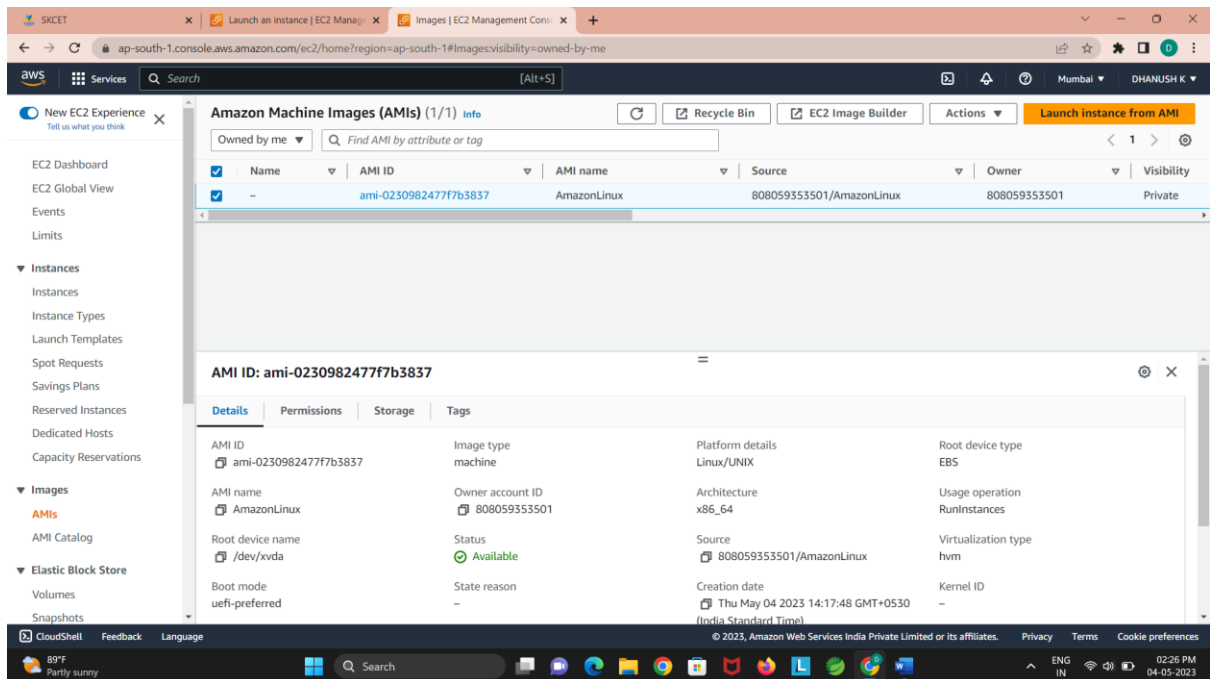 SKCET
Launch an instance | EC2 Manag
Images | EC2 Management Cons
ap-south-1.console.aws.amazon.com/ec2/home?region=ap-south-1#Images:visibility=owned-by-me
aws Services Search [Alt+S] Mumbai DHANUSH K
New EC2 Experience
Tell us what you think
EC2 Dashboard
EC2 Global View
Events
Limits
Instances
Instances
Instance Types
Launch Templates
Spot Requests
Savings Plans
Reserved Instances
Dedicated Hosts
Capacity Reservations
Images
AMIs
AMI Catalog
Elastic Block Store
Volumes
Snapshots
Amazon Machine Images (AMIs) (1/1) Info Recycle Bin EC2 Image Builder Actions Launch instance from AMI
Owned by me Find AMI by attribute or tag 1
Name AMI ID AMI name Source Owner Visibility
– ami-0230982477f7b3837 AmazonLinux 808059353501/AmazonLinux 808059353501 Private
AMI ID: ami-0230982477f7b3837
Details Permissions Storage Tags
AMI ID Image type Platform details Root device type
ami-0230982477f7b3837 machine Linux/UNIX EBS
AMI name Owner account ID Architecture Usage operation
AmazonLinux 808059353501 x86_64 RunInstances
Root device name Status Source Virtualization type
/dev/xvda Available 808059353501/AmazonLinux hvm
Boot mode State reason Creation date Kernel ID
uefi-preferred – Thu May 04 2023 14:17:48 GMT+0530 –
(India Standard Time)
CloudShell Feedback Language © 2023, Amazon Web Services India Private Limited or its affiliates. Privacy Terms Cookie preferences
89°F
Partly sunny
Search
ENG
IN
02:26 PM
04-05-2023